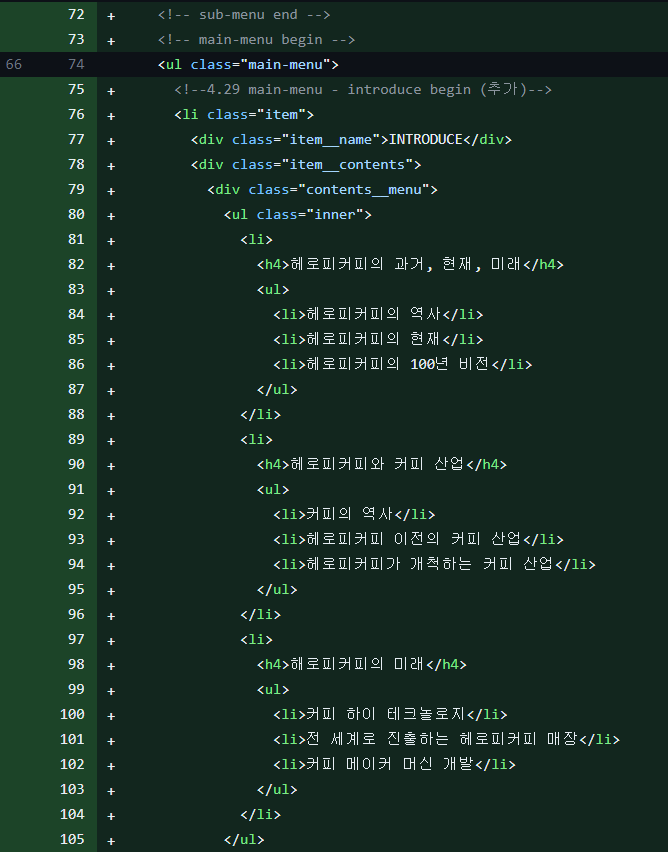 72 + <!-- sub-menu end -->
73 + <!-- main-menu begin -->
66 74 <ul class="main-menu">
75 + <!--4.29 main-menu - introduce begin (추가)-->
76 + <li class="item">
77 + <div class="item__name">INTRODUCE</div>
78 + <div class="item__contents">
79 + <div class="contents__menu">
80 + <ul class="inner">
81 + <li>
82 + <h4>헤로피커피의 과거, 현재, 미래</h4>
83 + <ul>
84 + <li>헤로피커피의 역사</li>
85 + <li>헤로피커피의 현재</li>
86 + <li>헤로피커피의 100년 비전</li>
87 + </ul>
88 + </li>
89 + <li>
90 + <h4>헤로피커피와 커피 산업</h4>
91 + <ul>
92 + <li>커피의 역사</li>
93 + <li>헤로피커피 이전의 커피 산업</li>
94 + <li>헤로피커피가 개척하는 커피 산업</li>
95 + </ul>
96 + </li>
97 + <li>
98 + <h4>해로피커피의 미래</h4>
99 + <ul>
100 + <li>커피 하이 테크놀로지</li>
101 + <li>전 세계로 진출하는 헤로피커피 매장</li>
102 + <li>커피 메이커 머신 개발</li>
103 + </ul>
104 + </li>
105 + </ul>